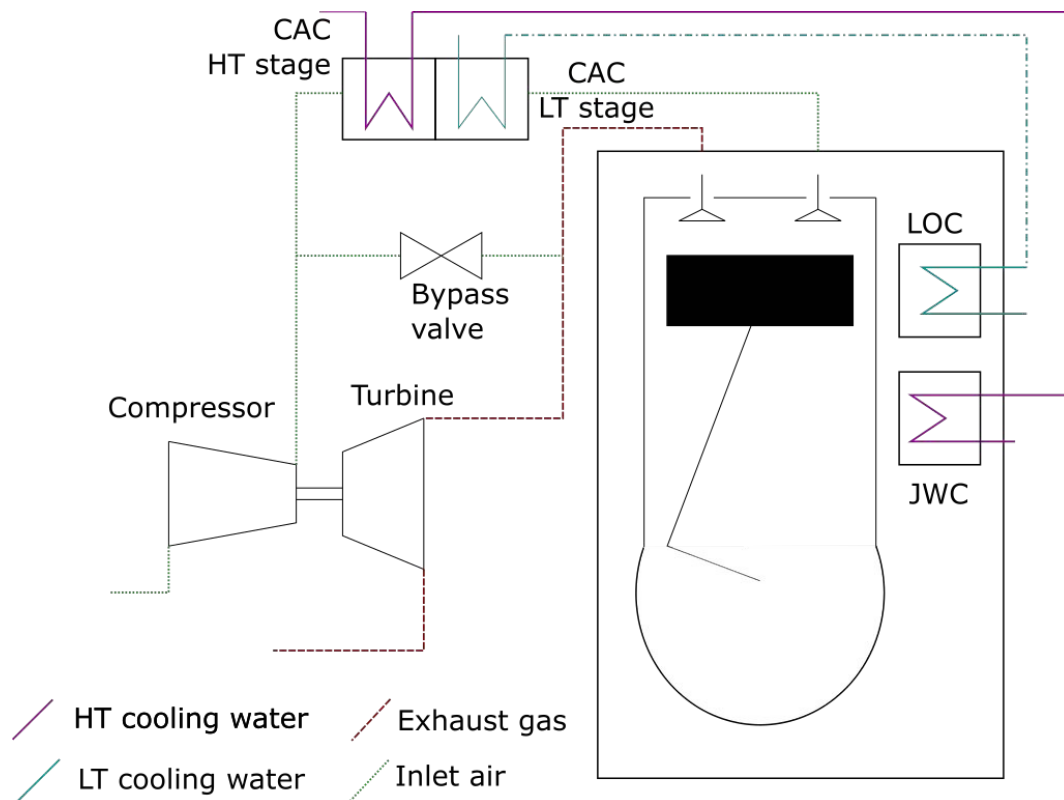 CAC
HT stage
CAC
LT stage
LOC
Bypass
valve
Turbine
Compressor
JWC
HT cooling water
Exhaust gas
LT cooling water
Inlet air